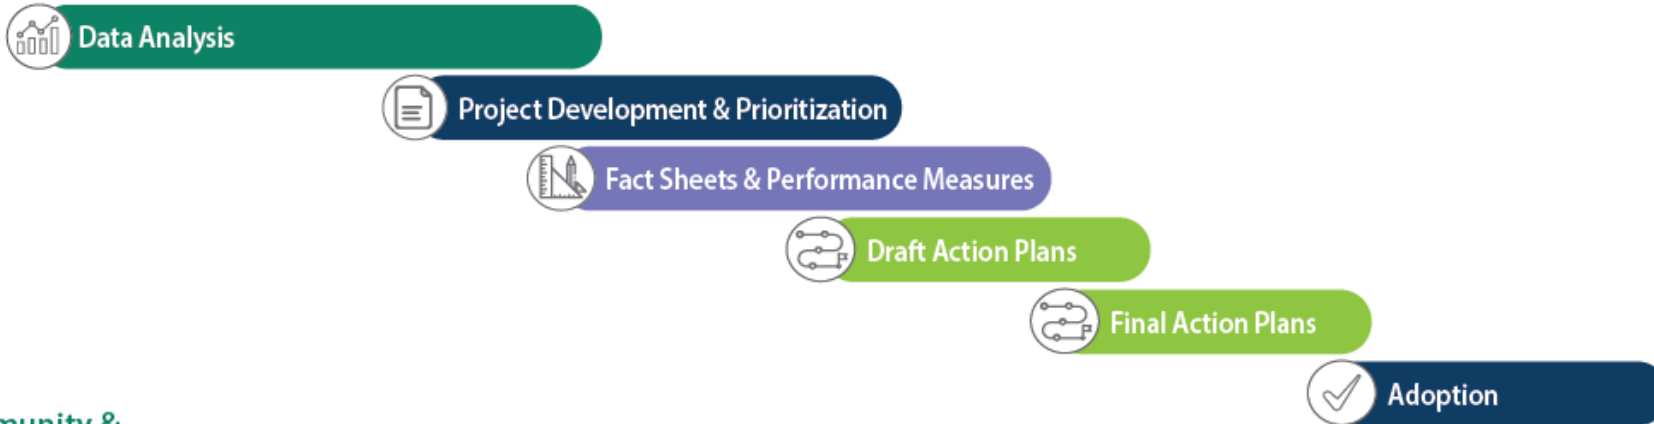 Data Analysis
Project Development & Prioritization
Fact Sheets & Performance Measures
Draft Action Plans
Final Action Plans
Adoption
&